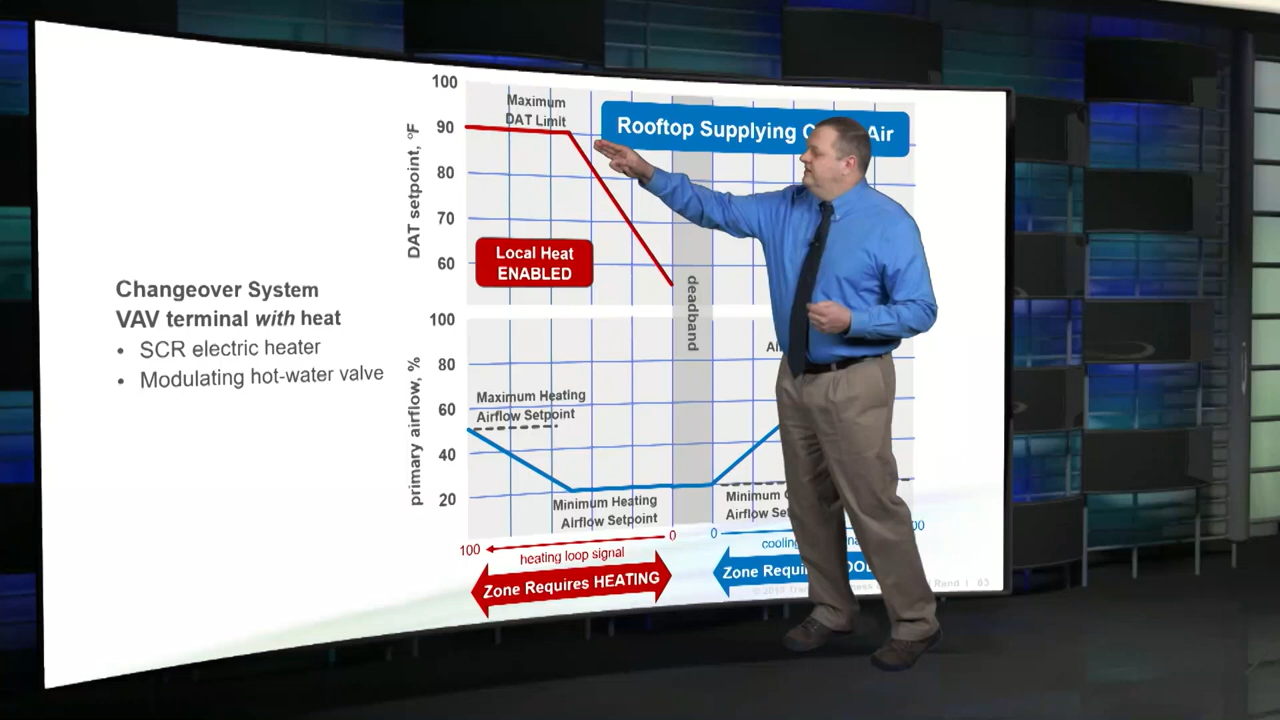 100
Maximum
DAT Limit
90
Rooftop Supplying
Air
80
70
60
DAT setpoint, °F
Local Heat
ENABLED
deadband
Changeover System
VAV terminal with heat
• SCR electric heater
• Modulating hot-water valve
100
80
60
40
20
primary airflow, %
Maximum Heating
Airflow Setpoint
Minimum Heating
Airflow Setpoint
Minimum
Airflow
100
heating loop signal
0
0
Zone Requires HEATING
Zone
© 2019
Rand | 63